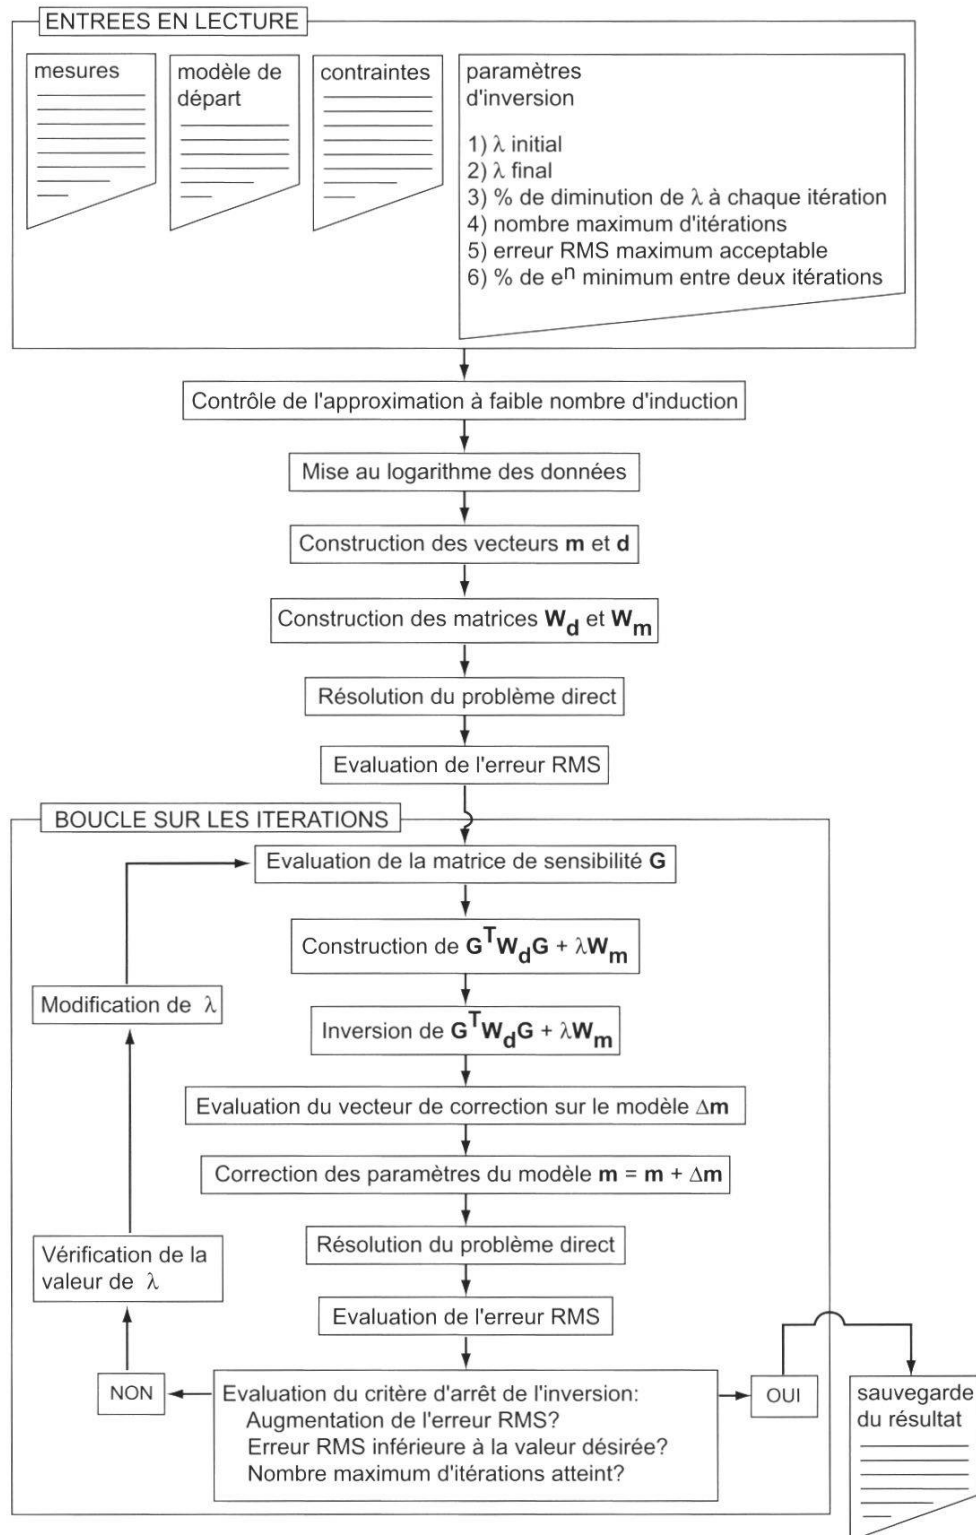 ENTREES EN LECTURE
mesures
modèle de
départ
contraintes
paramètres
d'inversion
1) λ initial
2) λ final
3) % de diminution de λ à chaque itération
4) nombre maximum d'itérations
5) erreur RMS maximum acceptable
6) % de eⁿ minimum entre deux itérations
Contrôle de l'approximation à faible nombre d'induction
Mise au logarithme des données
Construction des vecteurs m et d
Construction des matrices W_d et W_m
Résolution du problème direct
Evaluation de l'erreur RMS
BOUCLE SUR LES ITERATIONS
Evaluation de la matrice de sensibilité G
Construction de G^T W_d G + λW_m
Modification de λ
Inversion de G^T W_d G + λW_m
Evaluation du vecteur de correction sur le modèle Δm
Correction des paramètres du modèle m = m + Δm
Résolution du problème direct
Vérification de la
valeur de λ
Evaluation de l'erreur RMS
NON
Evaluation du critère d'arrêt de l'inversion:
Augmentation de l'erreur RMS?
Erreur RMS inférieure à la valeur désirée?
Nombre maximum d'itérations atteint?
OUI
sauvegarde
du résultat